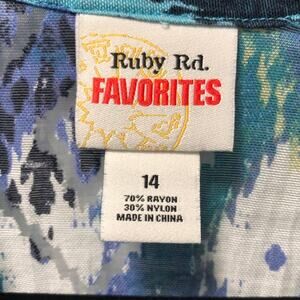 Ruby Rd.
FAVORITES
14
70% RAYON
30% NYLON
MADE IN CHINA